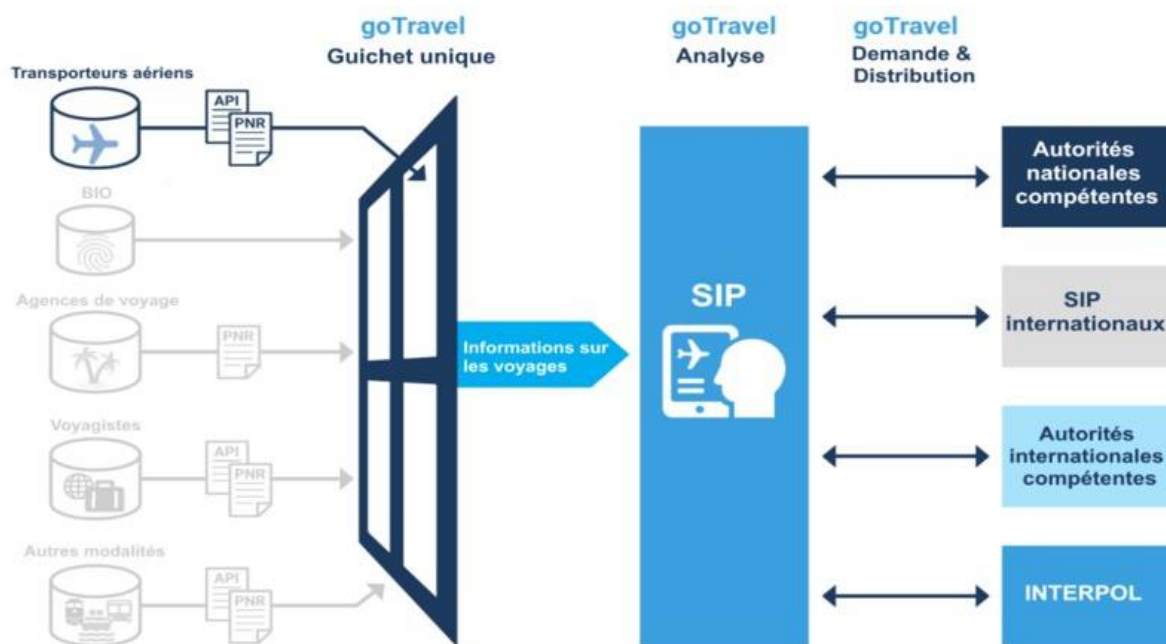 goTravel
Guichet unique
goTravel
Analyse
goTravel
Demande &
Distribution
Transporteurs aériens
API
PNR
BIO
Agences de voyage
PNR
Voyagistes
API
PNR
Autres modalités
API
PNR
Informations sur
les voyages
SIP
Autorités
nationales
compétentes
SIP
internationaux
Autorités
internationales
compétentes
INTERPOL